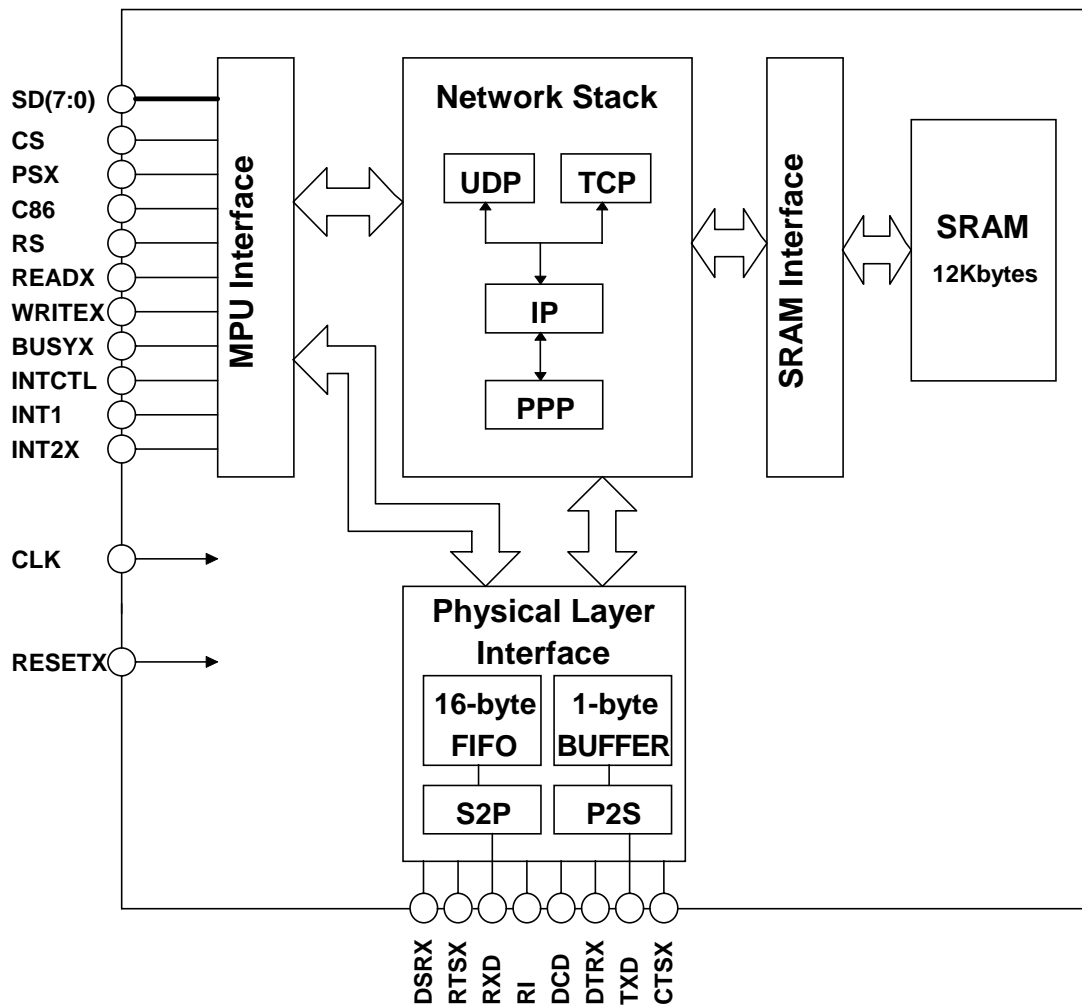 SD(7:0)
CS
PSX
C86
RS
READX
WRITEX
BUSYX
INTCTL
INT1
INT2X
CLK
RESETX
MPU Interface
Network Stack
UDP
TCP
IP
PPP
SRAM Interface
SRAM
12Kbytes
Physical Layer
Interface
16-byte
FIFO
1-byte
BUFFER
S2P
P2S
DSRX
RTSX
RXD
RI
DCD
DTRX
TXD
CTSX